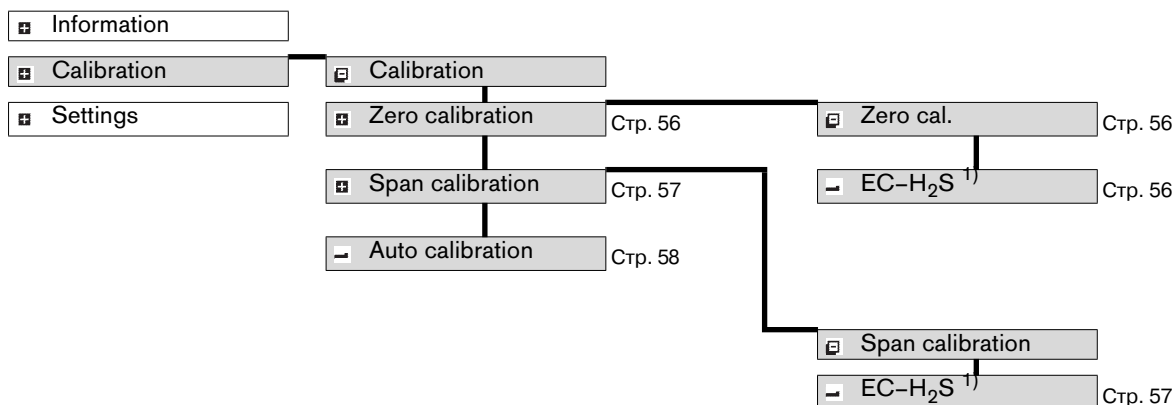 Information
Calibration
Calibration
Settings
Zero calibration
Стр. 56
Zero cal.
Стр. 56
Span calibration
Стр. 57
EC–H₂S ¹⁾
Стр. 56
Auto calibration
Стр. 58
Span calibration
EC–H₂S ¹⁾
Стр. 57